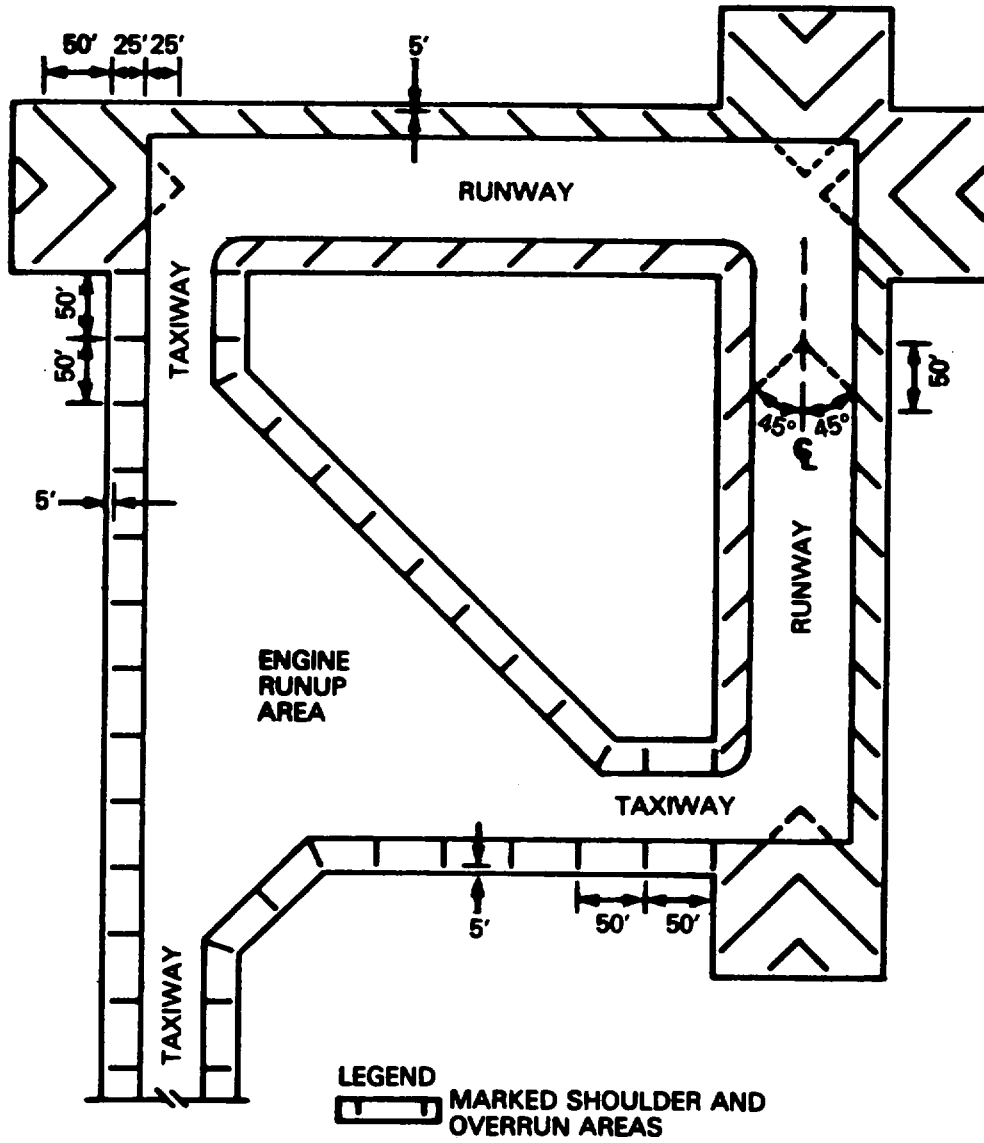 50' 25' 25'
5'
RUNWAY
TAXIWAY
50'
50'
50'
45° 45°
℄
5'
RUNWAY
ENGINE
RUNUP
AREA
TAXIWAY
5'
50' 50'
TAXIWAY
LEGEND
MARKED SHOULDER AND
OVERRUN AREAS